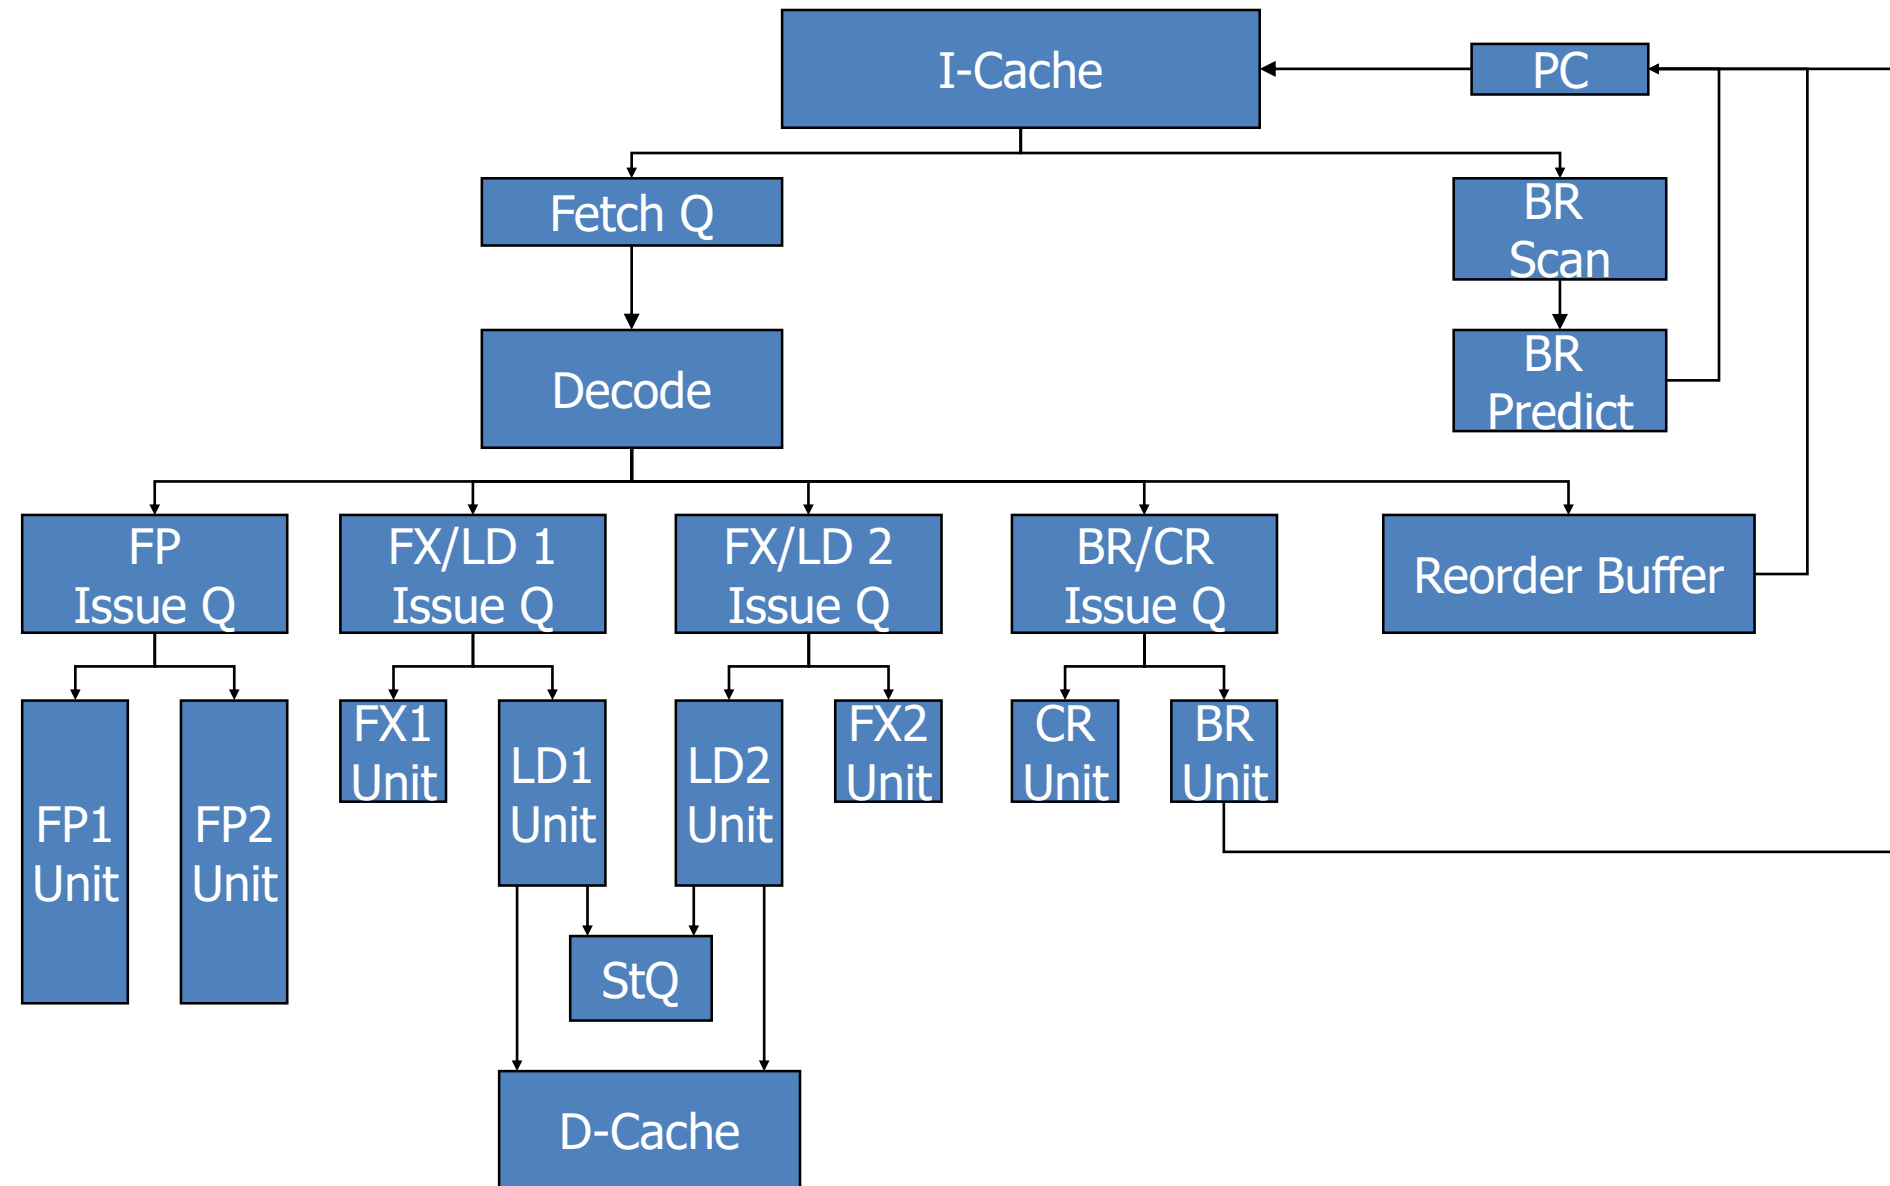 I-Cache
PC
Fetch Q
BR
Scan
Decode
BR
Predict
FP
Issue Q
FX/LD 1
Issue Q
FX/LD 2
Issue Q
BR/CR
Issue Q
Reorder Buffer
FP1
Unit
FP2
Unit
FX1
Unit
LD1
Unit
LD2
Unit
FX2
Unit
CR
Unit
BR
Unit
StQ
D-Cache